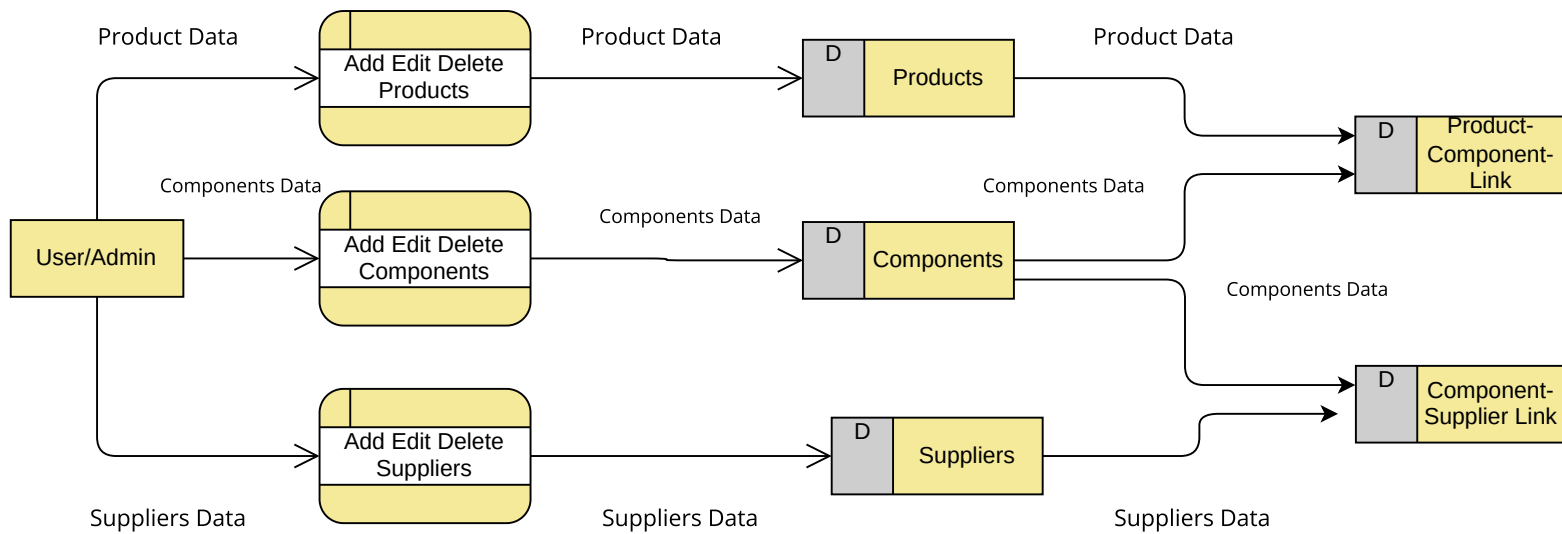 Product Data
Product Data
Product Data
Add Edit Delete
Products
D
Products
D
Product-
Component-
Link
Components Data
Components Data
Components Data
User/Admin
Add Edit Delete
Components
D
Components
Components Data
Add Edit Delete
Suppliers
D
Suppliers
D
Component-
Supplier Link
Suppliers Data
Suppliers Data
Suppliers Data